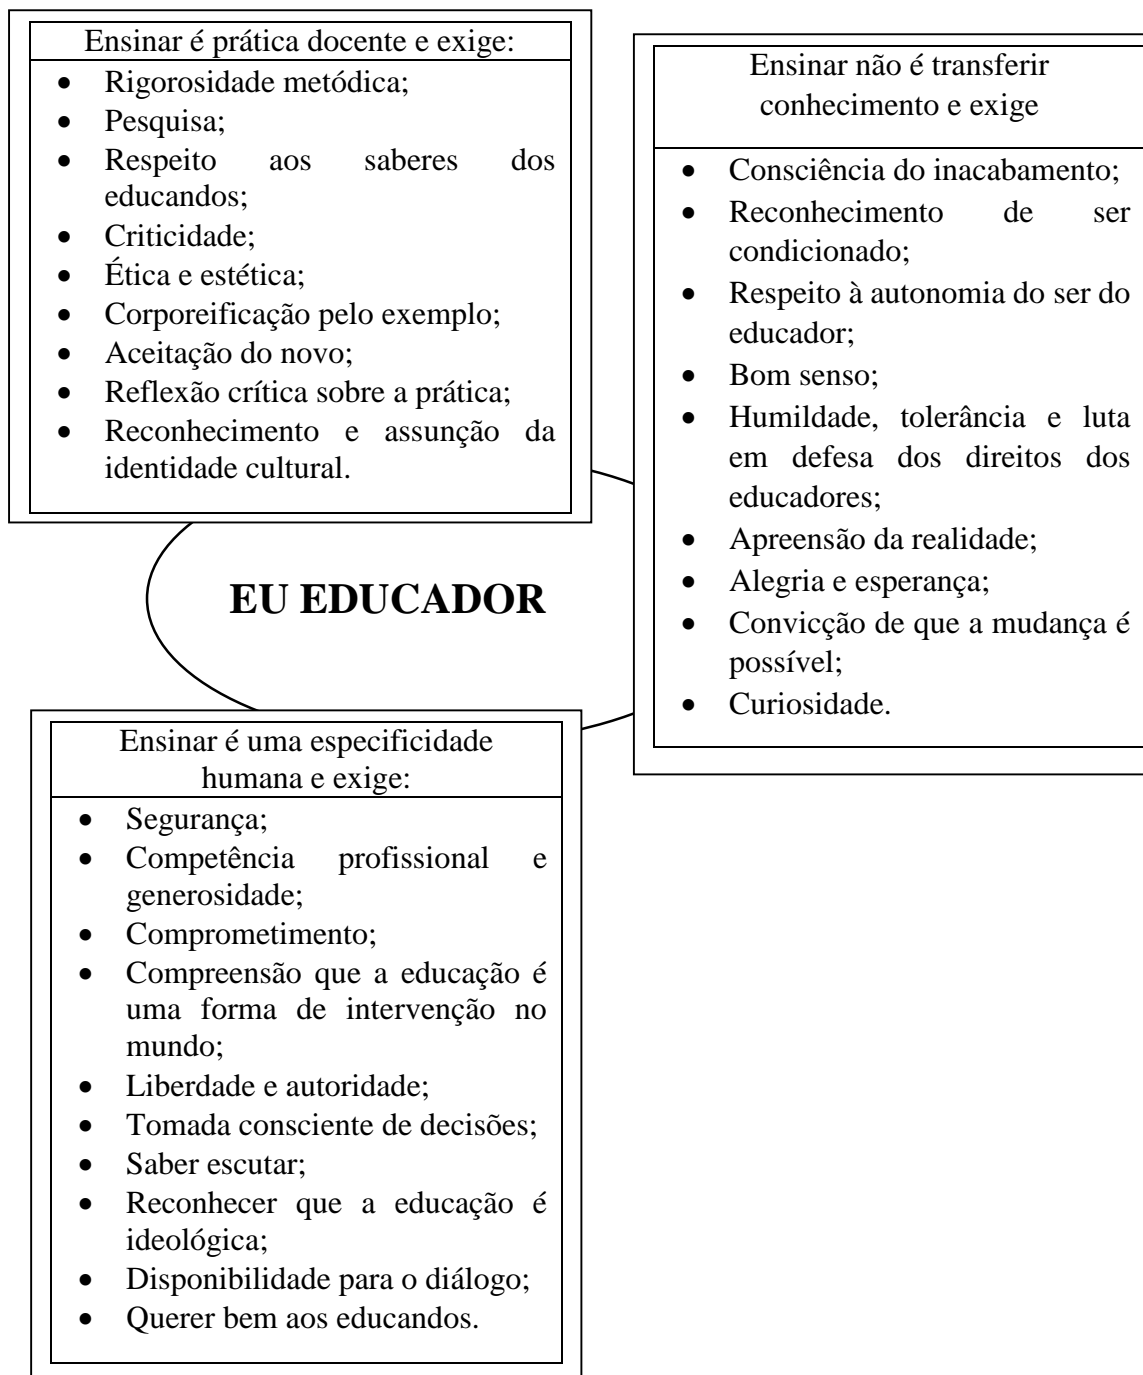 Ensinar é prática docente e exige:
• Rigorosidade metódica;
• Pesquisa;
• Respeito aos saberes dos
educandos;
• Criticidade;
• Ética e estética;
• Corporeificação pelo exemplo;
• Aceitação do novo;
• Reflexão crítica sobre a prática;
• Reconhecimento e assunção da
identidade cultural.
Ensinar não é transferir
conhecimento e exige
• Consciência do inacabamento;
• Reconhecimento de ser
condicionado;
• Respeito à autonomia do ser do
educador;
• Bom senso;
• Humildade, tolerância e luta
em defesa dos direitos dos
educadores;
• Apreensão da realidade;
• Alegria e esperança;
• Convicção de que a mudança é
possível;
• Curiosidade.
EU EDUCADOR
Ensinar é uma especificidade
humana e exige:
• Segurança;
• Competência profissional e
generosidade;
• Comprometimento;
• Compreensão que a educação é
uma forma de intervenção no
mundo;
• Liberdade e autoridade;
• Tomada consciente de decisões;
• Saber escutar;
• Reconhecer que a educação é
ideológica;
• Disponibilidade para o diálogo;
• Querer bem aos educandos.